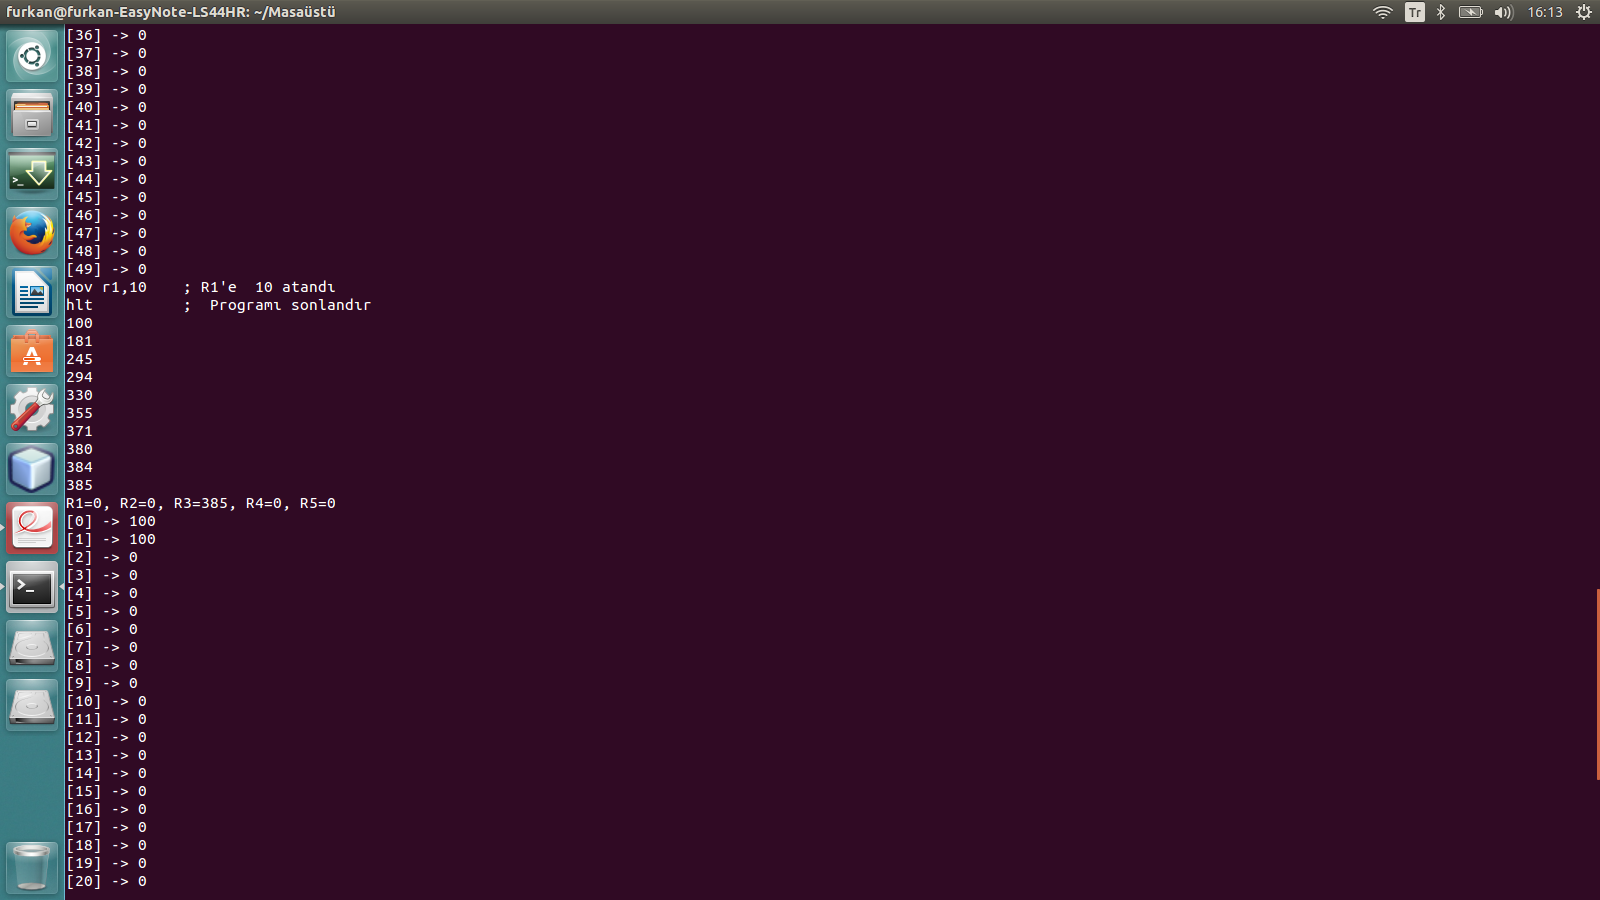 furkan@furkan-EasyNote-LS44HR: ~/Masaüstü
Tr
16:13
[36] -> 0
[37] -> 0
[38] -> 0
[39] -> 0
[40] -> 0
[41] -> 0
[42] -> 0
[43] -> 0
[44] -> 0
[45] -> 0
[46] -> 0
[47] -> 0
[48] -> 0
[49] -> 0
mov r1,10    ; R1'e  10 atandı
hlt          ;  Programı sonlandır
100
181
245
294
330
355
371
380
384
385
R1=0, R2=0, R3=385, R4=0, R5=0
[0] -> 100
[1] -> 100
[2] -> 0
[3] -> 0
[4] -> 0
[5] -> 0
[6] -> 0
[7] -> 0
[8] -> 0
[9] -> 0
[10] -> 0
[11] -> 0
[12] -> 0
[13] -> 0
[14] -> 0
[15] -> 0
[16] -> 0
[17] -> 0
[18] -> 0
[19] -> 0
[20] -> 0